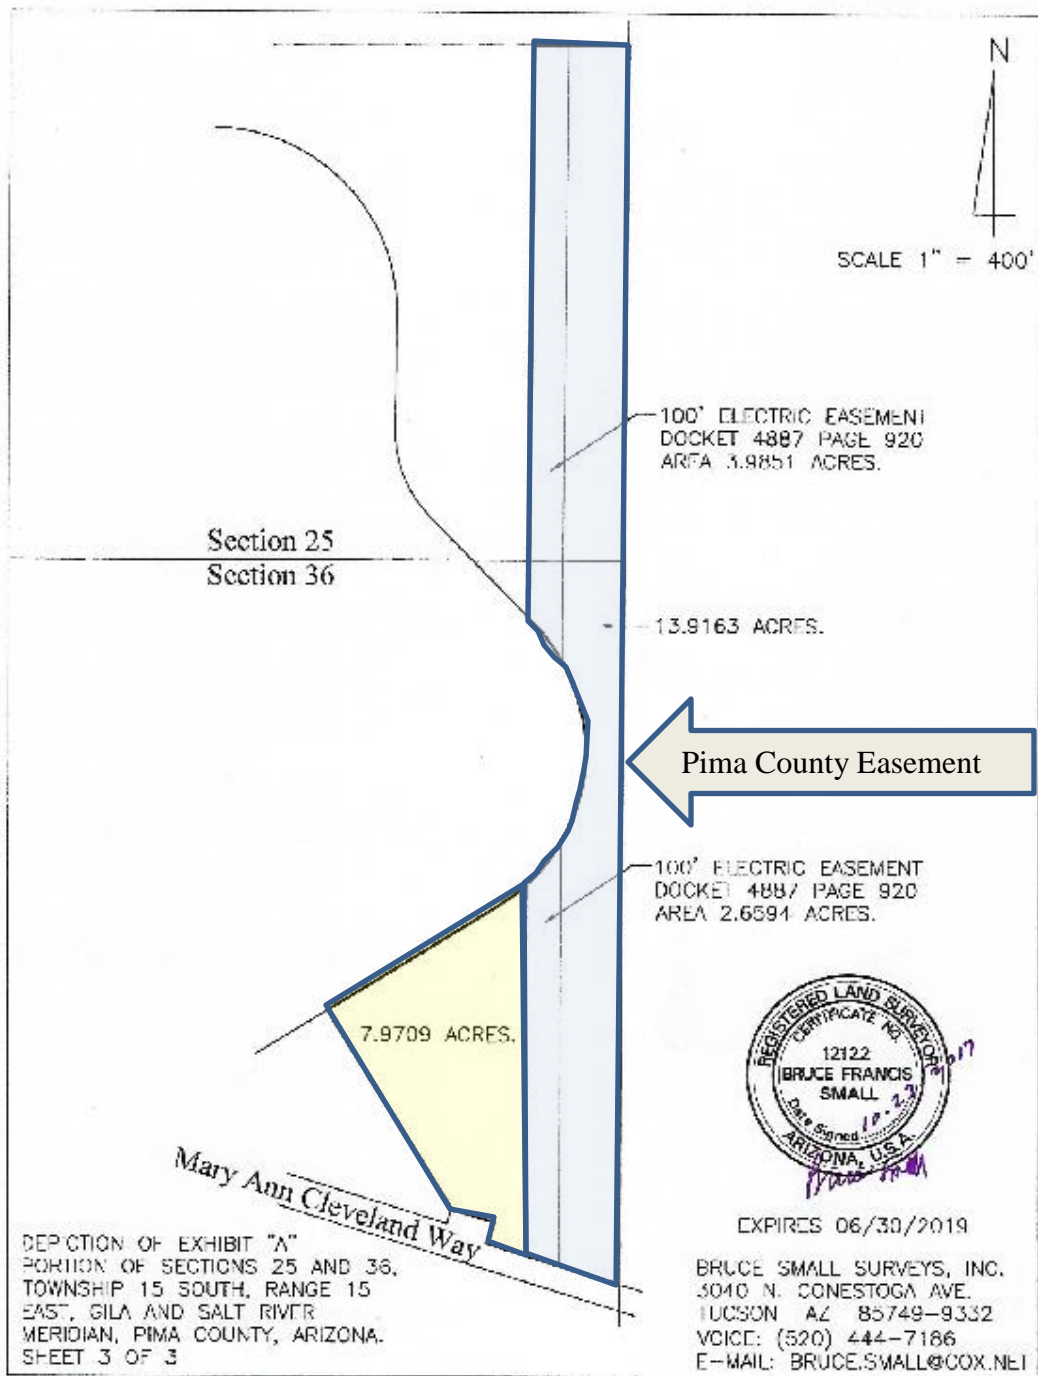 N
SCALE 1" = 400'
100' ELECTRIC EASEMENT
DOCKET 4887 PAGE 920
AREA 3.9851 ACRES.
Section 25
Section 36
13.9163 ACRES.
Pima County Easement
100' ELECTRIC EASEMENT
DOCKET 4887 PAGE 920
AREA 2.6594 ACRES.
7.9709 ACRES.
Mary Ann Cleveland Way
REGISTERED LAND SURVEYOR
CERTIFICATE NO.
12122
BRUCE FRANCIS
SMALL
Date Signed 10-23-2017
ARIZONA, U.S.A.
Bruce Small
EXPIRES 06/30/2019
DEPICTION OF EXHIBIT "A"
PORTION OF SECTIONS 25 AND 36,
TOWNSHIP 15 SOUTH, RANGE 15
EAST, GILA AND SALT RIVER
MERIDIAN, PIMA COUNTY, ARIZONA.
SHEET 3 OF 3
BRUCE SMALL SURVEYS, INC.
3040 N. CONESTOGA AVE.
TUCSON AZ 85749-9332
VOICE: (520) 444-7186
E-MAIL: BRUCE.SMALL@COX.NET